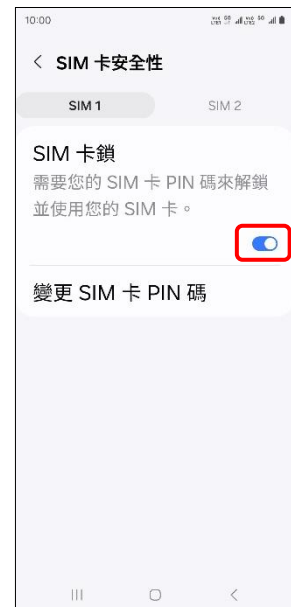 10:00
SIM 卡安全性
SIM 1
SIM 2
SIM 卡鎖
需要您的 SIM 卡 PIN 碼來解鎖
並使用您的 SIM 卡。
變更 SIM 卡 PIN 碼